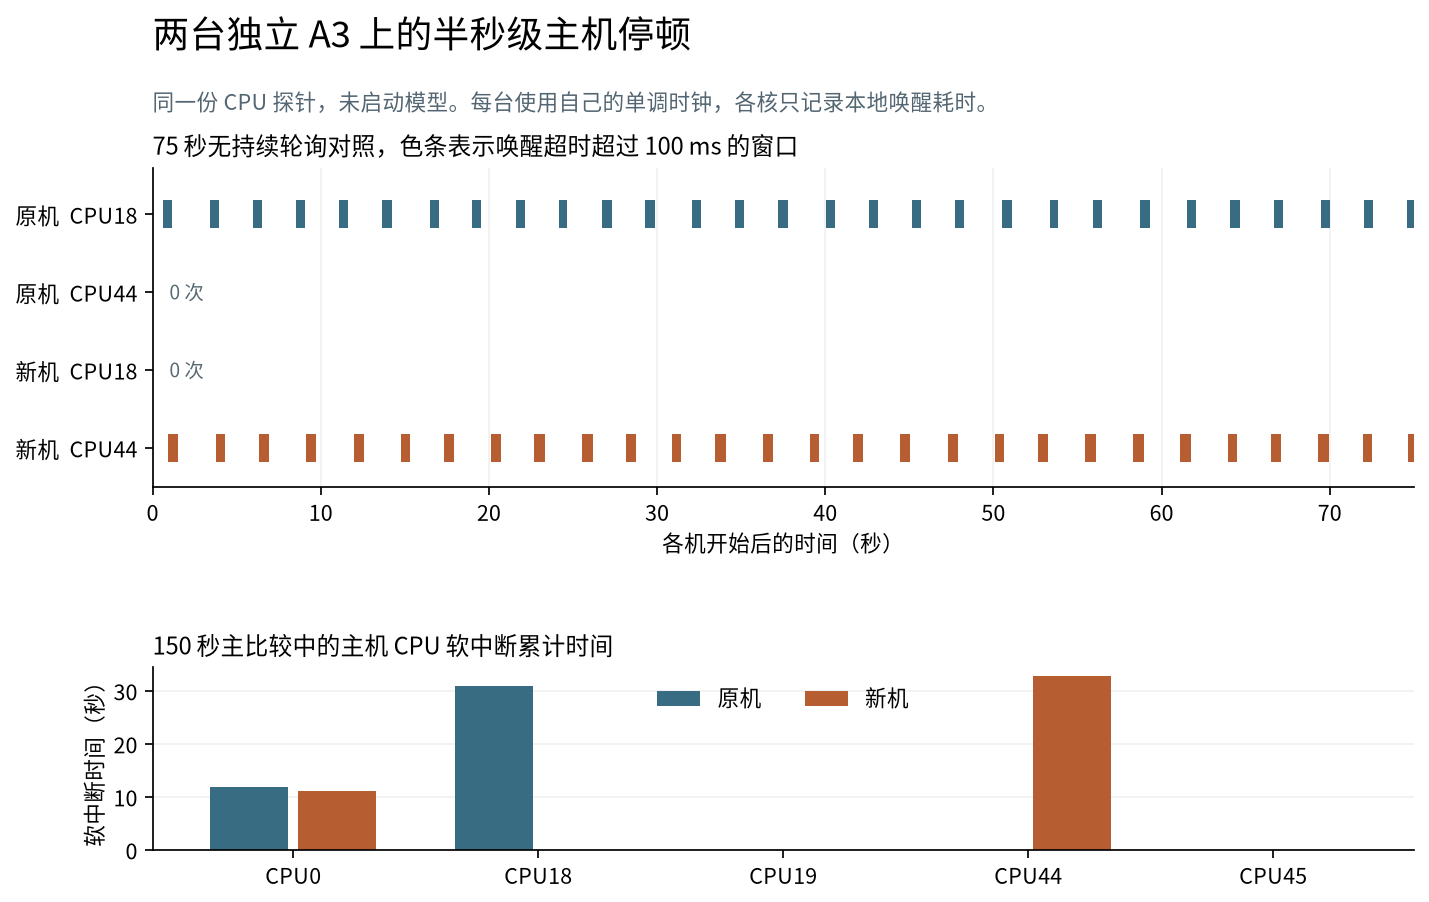 两台独立 A3 上的半秒级主机停顿
同一份 CPU 探针，未启动模型。每台使用自己的单调时钟，各核只记录本地唤醒耗时。
75 秒无持续轮询对照，色条表示唤醒超时超过 100 ms 的窗口
原机 CPU18
原机 CPU44
0 次
新机 CPU18
0 次
新机 CPU44
0 10 20 30 40 50 60 70
各机开始后的时间（秒）
150 秒主比较中的主机 CPU 软中断累计时间
软中断时间（秒）
30
20
10
0
原机 新机
CPU0 CPU18 CPU19 CPU44 CPU45